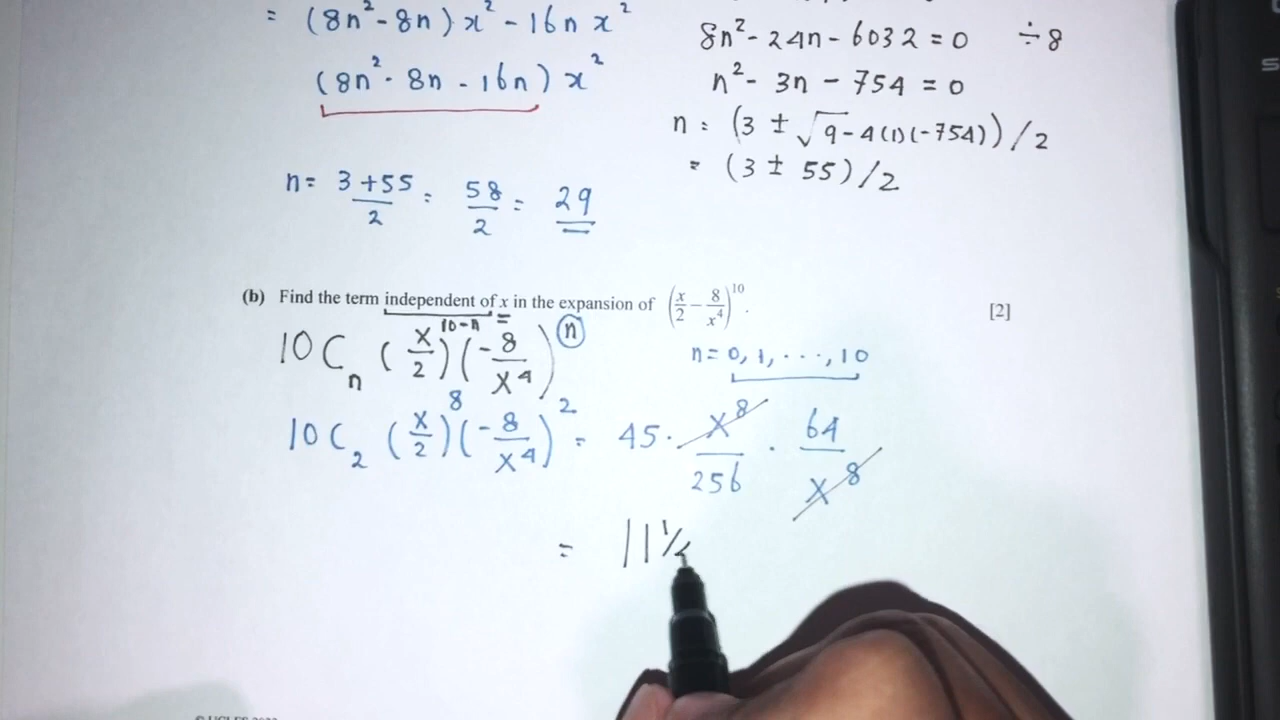 = (8n² - 8n) x² - 16n x²
(8n² - 8n - 16n) x²
8n² - 24n - 6032 = 0 ÷8
n² - 3n - 754 = 0
n = (3 ± √9-4(1)(-754))/2
= (3 ± 55)/2
n = 3+55/2 = 58/2 = 29
(b) Find the term independent of x in the expansion of (x/2 - 8/x⁴)¹⁰. [2]
10Cₙ (x/2)¹⁰⁻ⁿ (-8/x⁴)ⁿ n = 0, 1, ..., 10
10C₂ (x/2)⁸ (-8/x⁴)² = 45 · x⁸/256 · 64/x⁸
= 11 1/